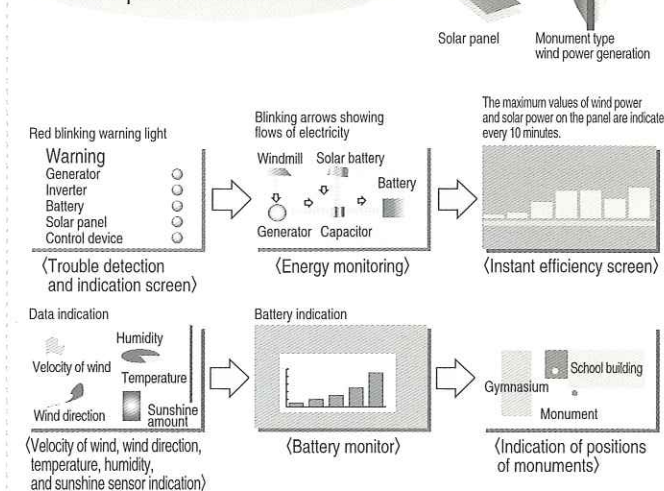 Solar panel
Monument type
wind power generation
Red blinking warning light
Warning
Generator
Inverter
Battery
Solar panel
Control device
〈Trouble detection
and indication screen〉
Blinking arrows showing
flows of electricity
Windmill Solar battery
Battery
Generator Capacitor
〈Energy monitoring〉
The maximum values of wind power
and solar power on the panel are indicate
every 10 minutes.
〈Instant efficiency screen〉
Data indication
Humidity
Velocity of wind
Temperature
Wind direction
Sunshine
amount
〈Velocity of wind, wind direction,
temperature, humidity,
and sunshine sensor indication〉
Battery indication
〈Battery monitor〉
School building
Gymnasium
Monument
〈Indication of positions
of monuments〉